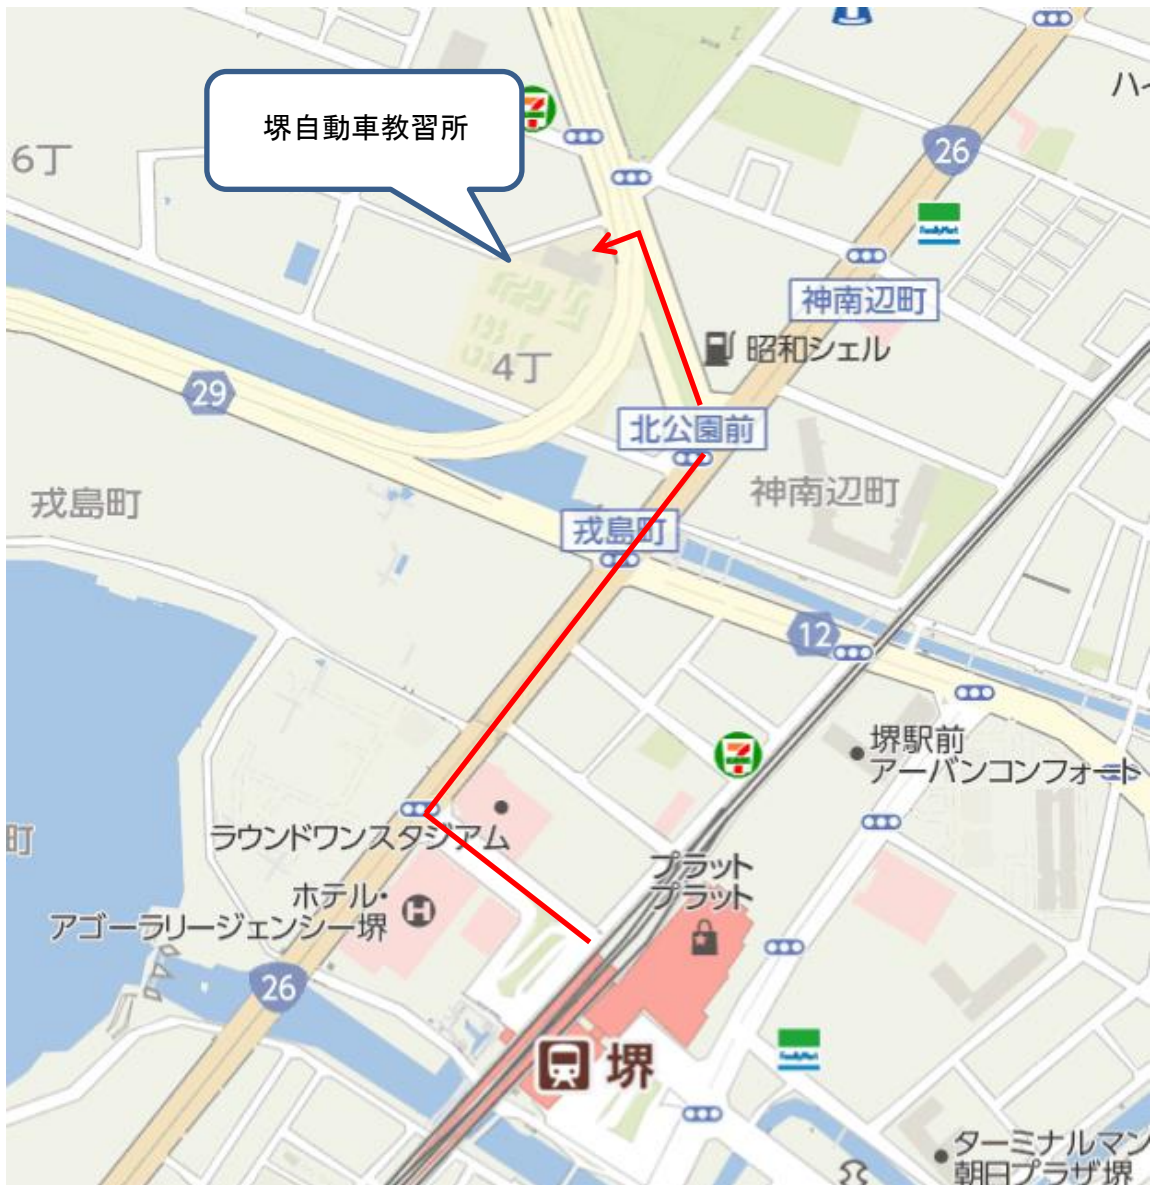 堺自動車教習所
ハイ
6丁
26
FamilyMart
神南辺町
昭和シェル
4丁
29
北公園前
神南辺町
戎島町
戎島町
12
堺駅前
アーバンコンフォート
ラウンドワンスタジアム
町
プラット
プラット
ホテル・
アゴーラリージェンシー堺
H
26
FamilyMart
堺
ターミナルマン
朝日プラザ堺